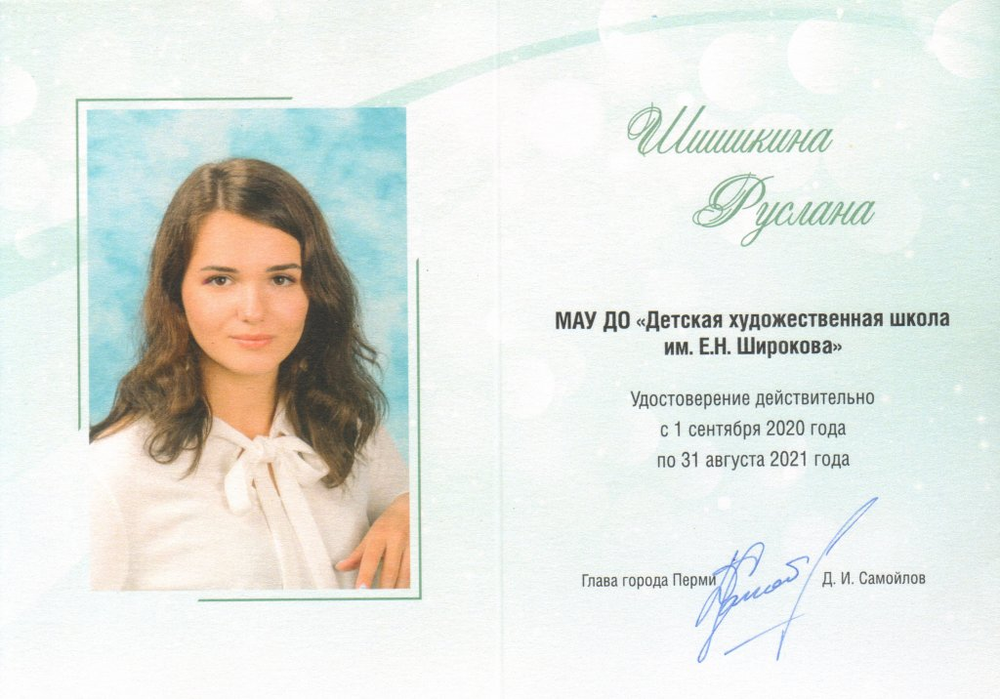 Шишкина
Руслана
МАУ ДО «Детская художественная школа
им. Е.Н. Широкова»
Удостоверение действительно
с 1 сентября 2020 года
по 31 августа 2021 года
Глава города Перми Д. И. Самойлов